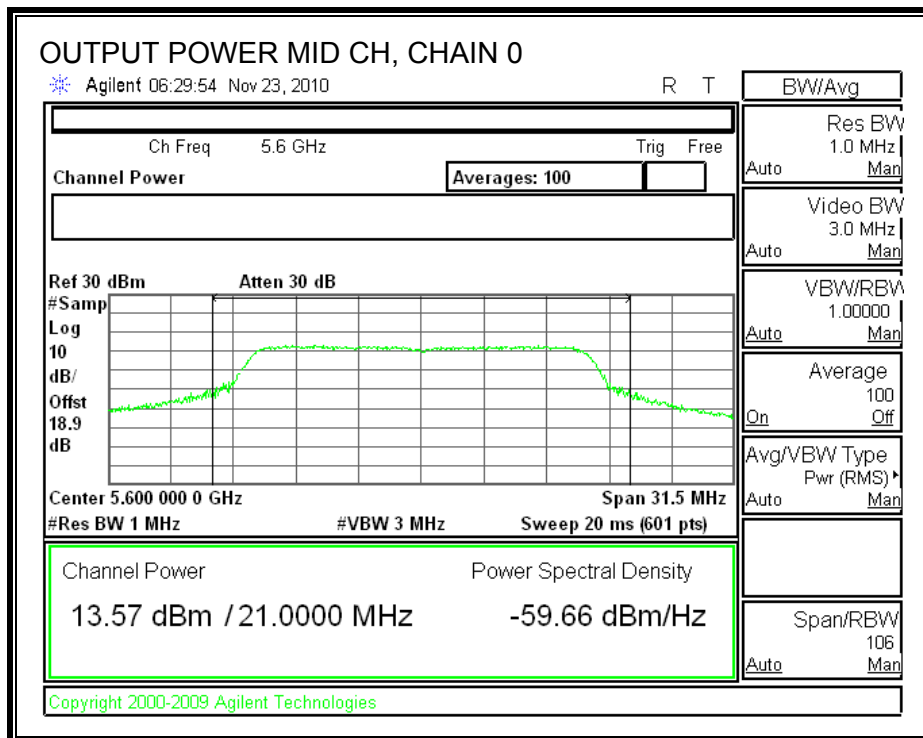 OUTPUT POWER MID CH, CHAIN 0
Agilent 06:29:54 Nov 23, 2010 R T
Ch Freq 5.6 GHz Trig Free
Channel Power Averages: 100
Ref 30 dBm Atten 30 dB
#Samp
Log
10
dB/
Offst
18.9
dB
Center 5.600 000 0 GHz Span 31.5 MHz
#Res BW 1 MHz #VBW 3 MHz Sweep 20 ms (601 pts)
Channel Power Power Spectral Density
13.57 dBm / 21.0000 MHz -59.66 dBm/Hz
BW/Avg
Res BW
1.0 MHz
Auto Man
Video BW
3.0 MHz
Auto Man
VBW/RBW
1.00000
Auto Man
Average
100
On Off
Avg/VBW Type
Pwr (RMS)
Auto Man
Span/RBW
106
Auto Man
Copyright 2000-2009 Agilent Technologies